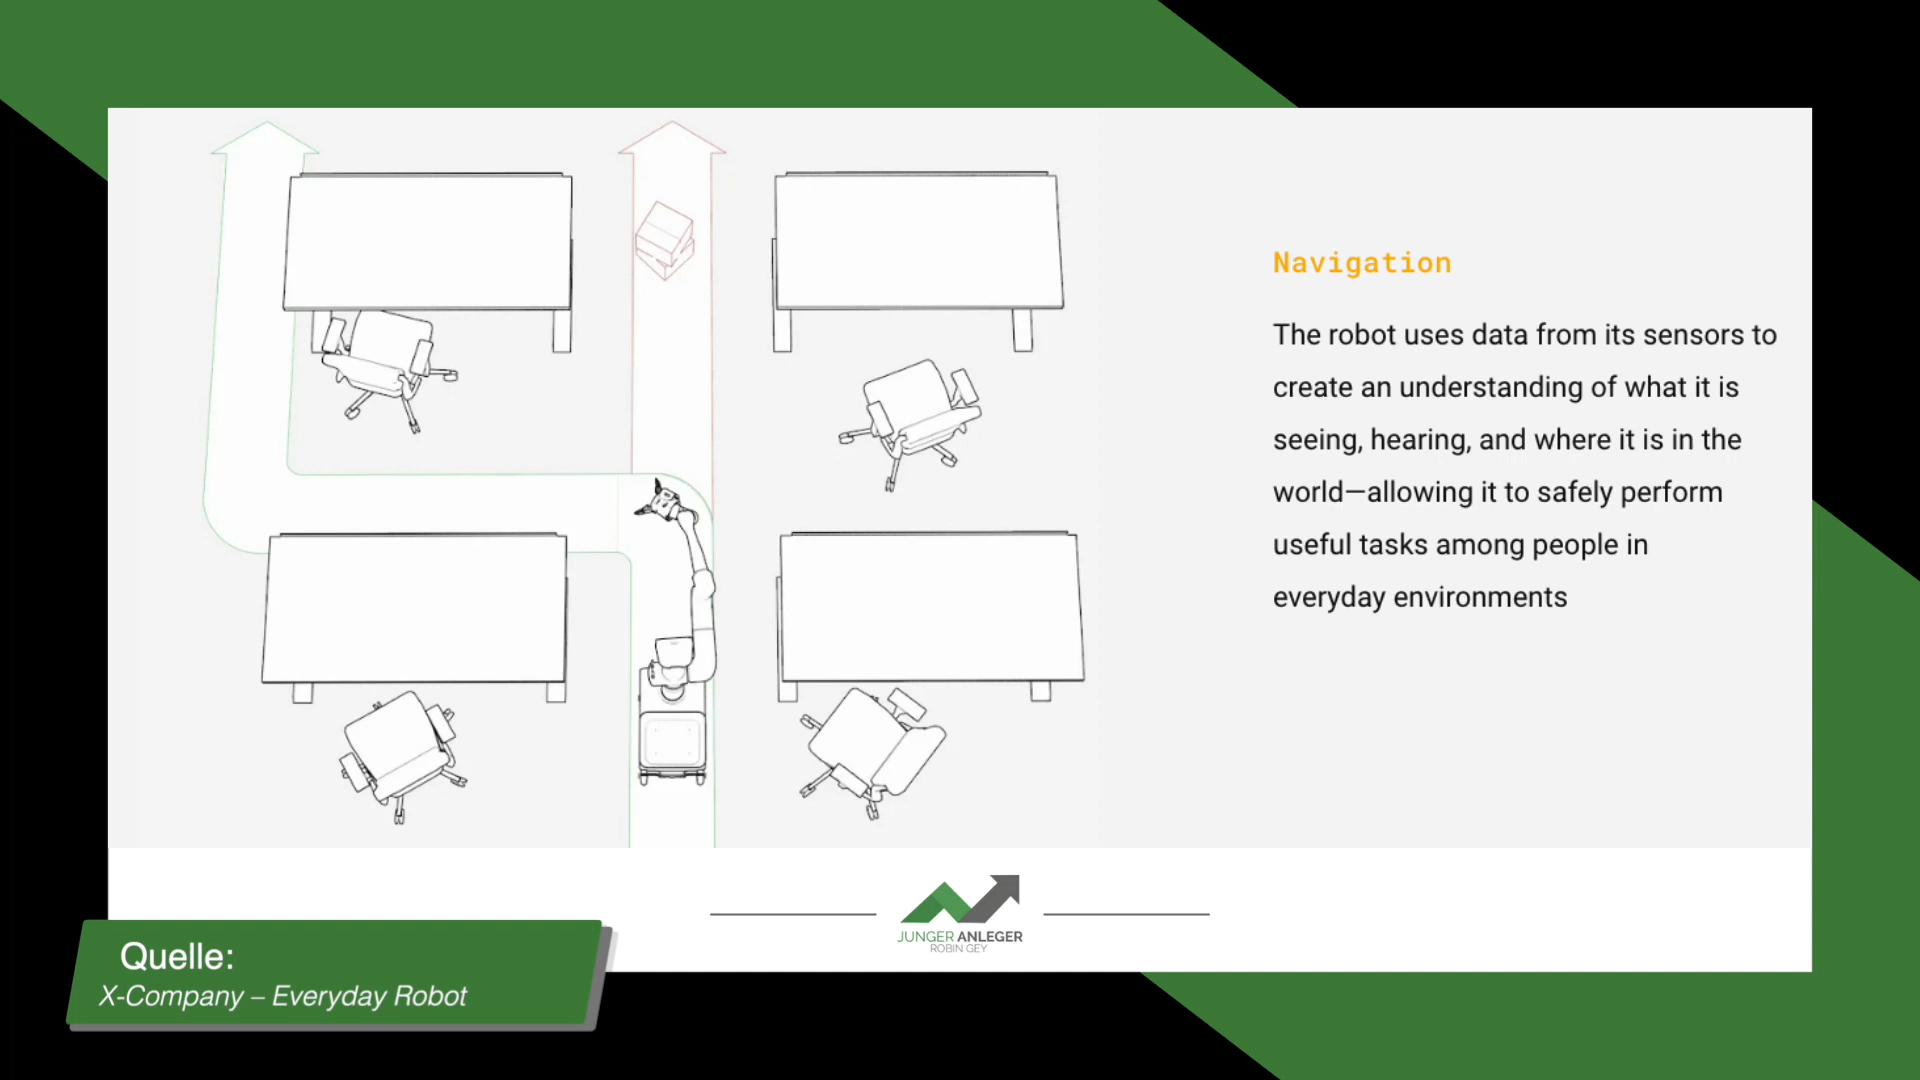 Navigation
The robot uses data from its sensors to
create an understanding of what it is
seeing, hearing, and where it is in the
world—allowing it to safely perform
useful tasks among people in
everyday environments
JUNGER ANLEGER
ROBIN GEY
Quelle:
X-Company – Everyday Robot